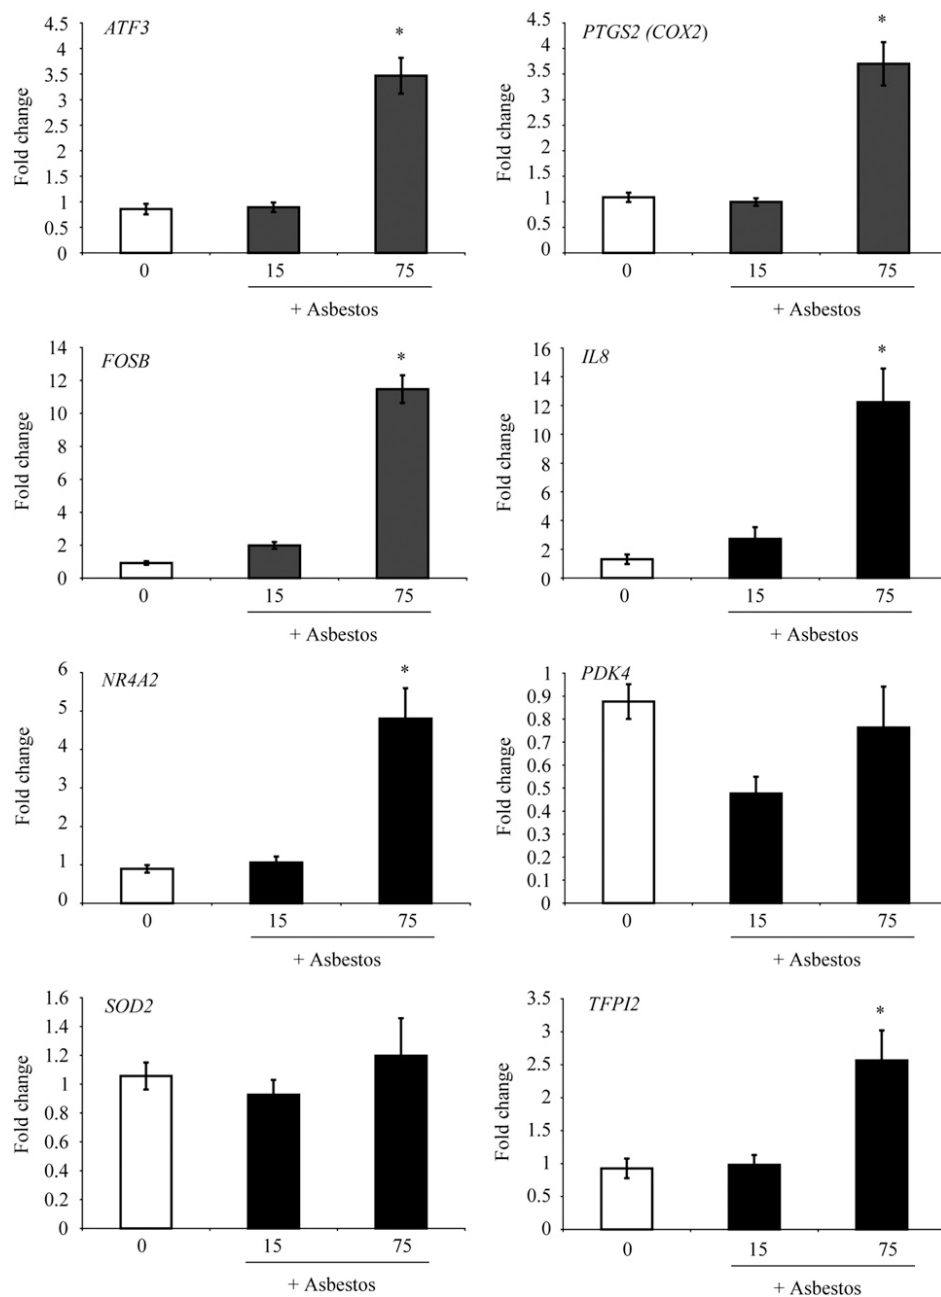 ATF3
*
Fold change
4.5
4
3.5
3
2.5
2
1.5
1
0.5
0
0 15 75
+ Asbestos
PTGS2 (COX2)
*
Fold change
4.5
4
3.5
3
2.5
2
1.5
1
0.5
0
0 15 75
+ Asbestos
FOSB
*
Fold change
14
12
10
8
6
4
2
0
0 15 75
+ Asbestos
IL8
*
Fold change
16
14
12
10
8
6
4
2
0
0 15 75
+ Asbestos
NR4A2
*
Fold change
6
5
4
3
2
1
0
0 15 75
+ Asbestos
PDK4
Fold change
1
0.9
0.8
0.7
0.6
0.5
0.4
0.3
0.2
0.1
0
0 15 75
+ Asbestos
SOD2
Fold change
1.6
1.4
1.2
1
0.8
0.6
0.4
0.2
0
0 15 75
+ Asbestos
TFPI2
*
Fold change
3.5
3
2.5
2
1.5
1
0.5
0
0 15 75
+ Asbestos